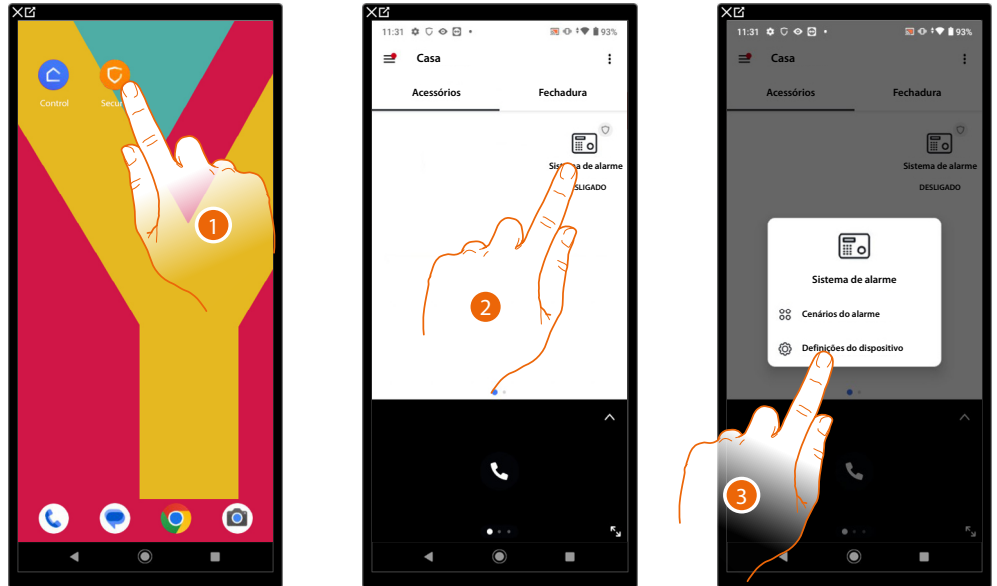 Control
Secur
1
11:31
93%
Casa
Acessórios
Fechadura
Sistema de alarme
SLIGADO
2
11:31
93%
Casa
Acessórios
Fechadura
Sistema de alarme
DESLIGADO
Sistema de alarme
Cenários do alarme
Definições do dispositivo
3